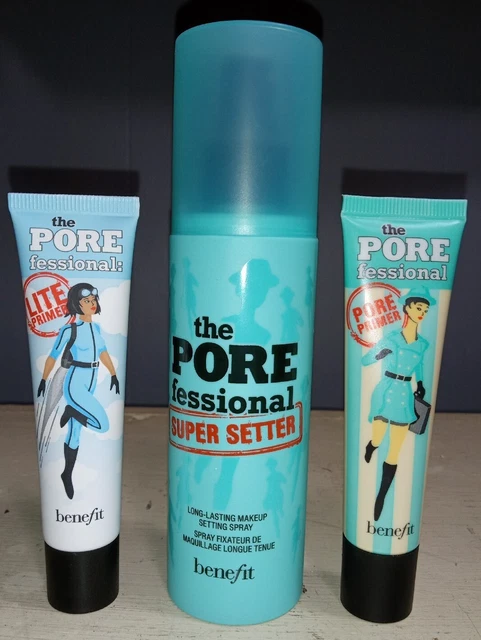 the
PORE
fessional:
LITE
PRIMER
benefit
the
PORE
fessional
SUPER SETTER
LONG-LASTING MAKEUP
SETTING SPRAY
SPRAY FIXATEUR DE
MAQUILLAGE LONGUE TENUE
benefit
the
PORE
fessional
PORE
PRIMER
benefit